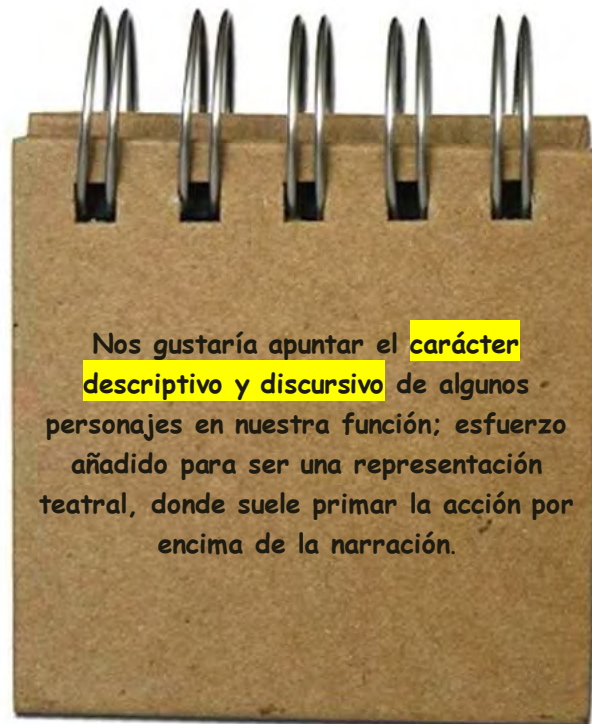 Nos gustaría apuntar el carácter
descriptivo y discursivo de algunos
personajes en nuestra función; esfuerzo
añadido para ser una representación
teatral, donde suele primar la acción por
encima de la narración.